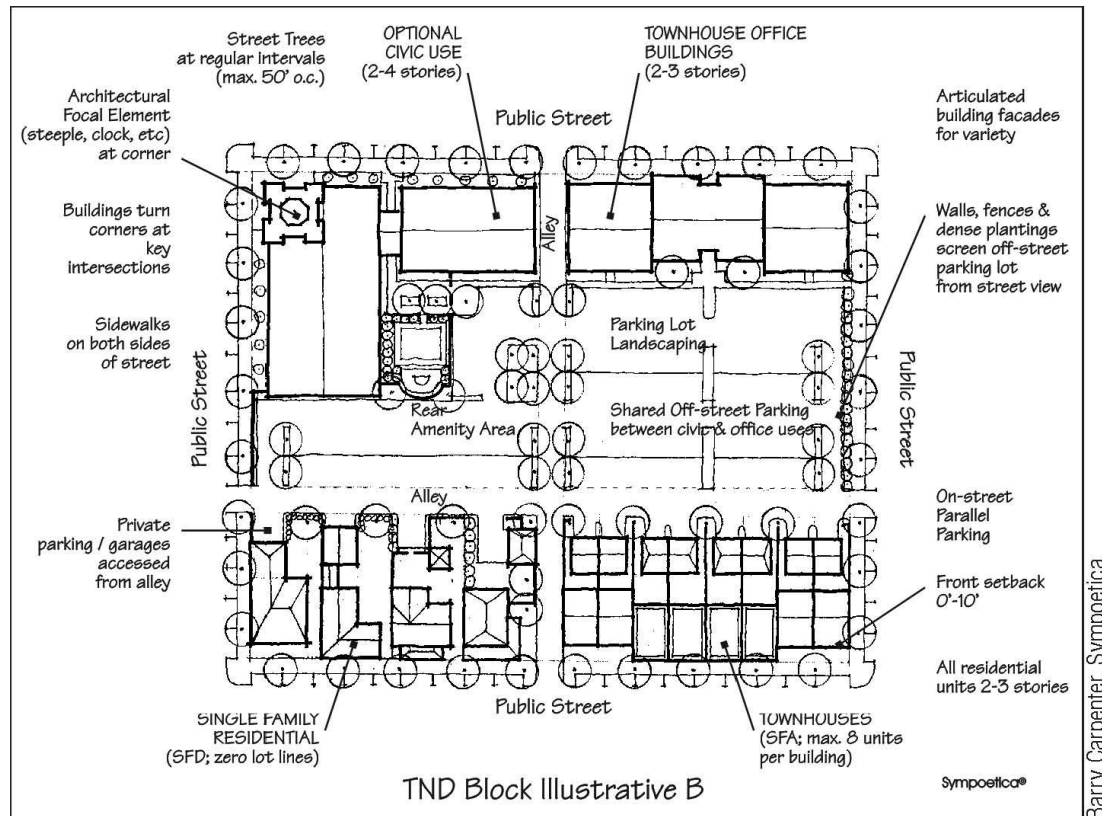 Street Trees
at regular intervals
(max. 50' o.c.)
OPTIONAL
CIVIC USE
(2-4 stories)
TOWNHOUSE OFFICE
BUILDINGS
(2-3 stories)
Architectural
Focal Element
(steeple, clock, etc)
at corner
Public Street
Articulated
building facades
for variety
Buildings turn
corners at
key
intersections
Alley
Walls, fences &
dense plantings
screen off-street
parking lot
from street view
Sidewalks
on both sides
of street
Parking Lot
Landscaping
Public Street
Public Street
Rear
Amenity Area
Shared Off-street Parking
between civic & office uses
Alley
Private
parking / garages
accessed
from alley
On-street
Parallel
Parking
Front setback
0'-10'
All residential
units 2-3 stories
Public Street
SINGLE FAMILY
RESIDENTIAL
(SFD; zero lot lines)
TOWNHOUSES
(SFA; max. 8 units
per building)
TND Block Illustrative B
Sympoetica®
Barry Carpenter, Sympoetica